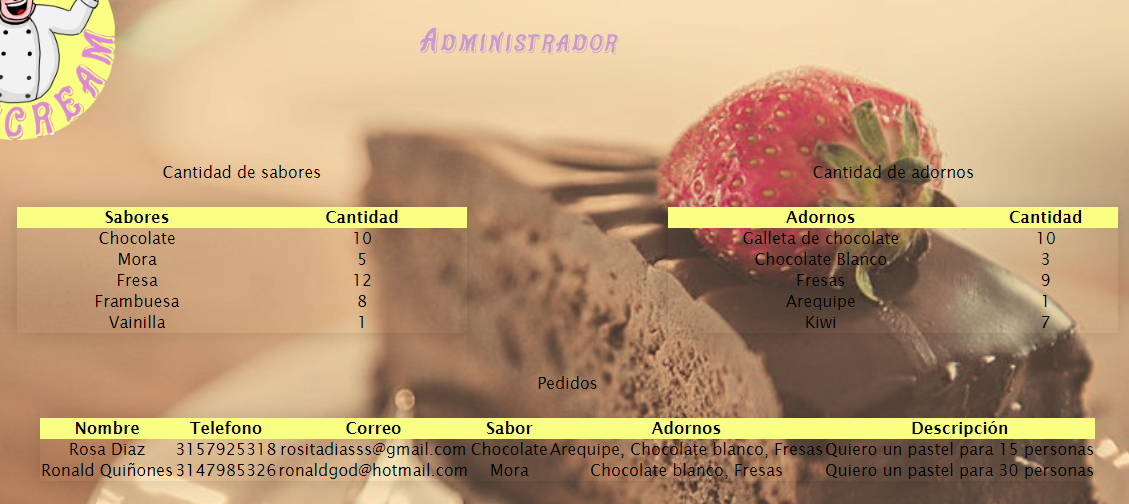 CREAM
Administrador
Cantidad de sabores
Cantidad de adornos
Sabores Cantidad
Chocolate 10
Mora 5
Fresa 12
Frambuesa 8
Vainilla 1
Adornos Cantidad
Galleta de chocolate 10
Chocolate Blanco 3
Fresas 9
Arequipe 1
Kiwi 7
Pedidos
Nombre Telefono Correo Sabor Adornos Descripción
Rosa Diaz 3157925318 rositadiasss@gmail.com Chocolate Arequipe, Chocolate blanco, Fresas Quiero un pastel para 15 personas
Ronald Quiñones 3147985326 ronaldgod@hotmail.com Mora Chocolate blanco, Fresas Quiero un pastel para 30 personas